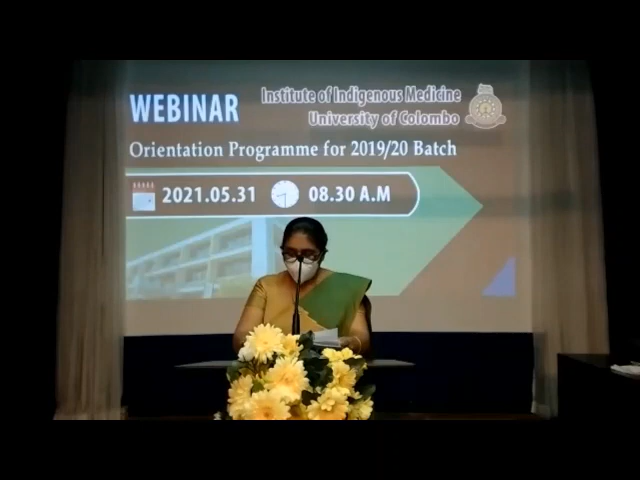 WEBINAR
Institute of Indigenous Medicine
University of Colombo
Orientation Programme for 2019/20 Batch
2021.05.31
08.30 A.M